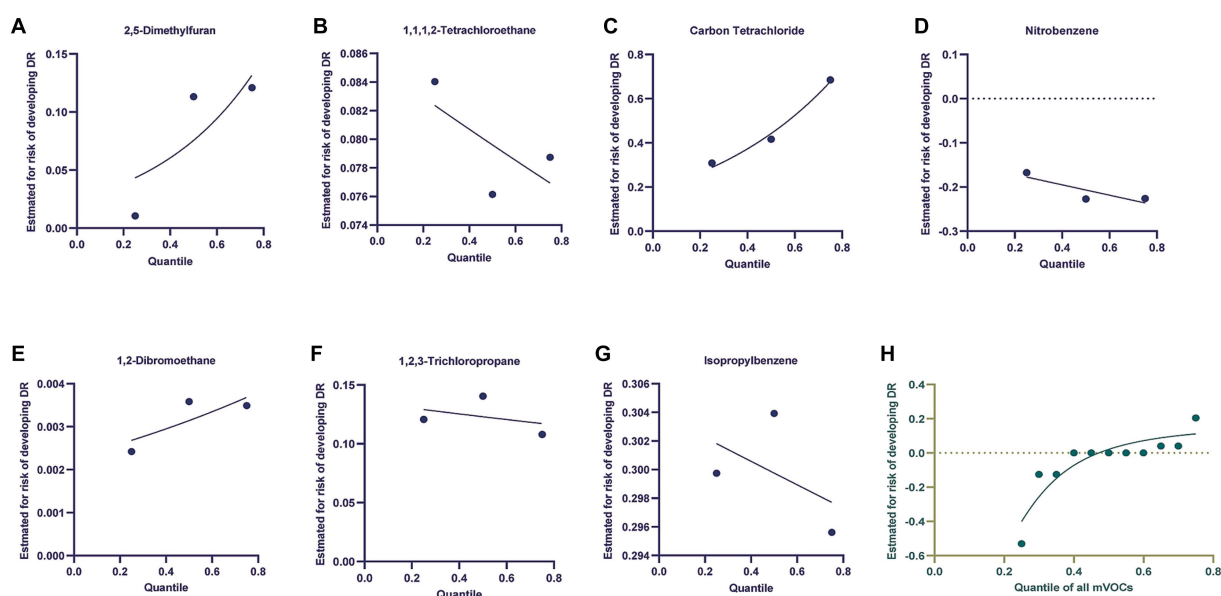 A
2,5-Dimethylfuran
Estmated for risk of developing DR
0.15
0.10
0.05
0.00
0.0 0.2 0.4 0.6 0.8
Quantile
B
1,1,1,2-Tetrachloroethane
Estmated for risk of developing DR
0.086
0.084
0.082
0.080
0.078
0.076
0.074
0.0 0.2 0.4 0.6 0.8
Quantile
C
Carbon Tetrachloride
Estmated for risk of developing DR
0.8
0.6
0.4
0.2
0.0
0.0 0.2 0.4 0.6 0.8
Quantile
D
Nitrobenzene
Estmated for risk of developing DR
0.1
0.0
-0.1
-0.2
-0.3
0.0 0.2 0.4 0.6 0.8
Quantile
E
1,2-Dibromoethane
Estmated for risk of developing DR
0.004
0.003
0.002
0.001
0.000
0.0 0.2 0.4 0.6 0.8
Quantile
F
1,2,3-Trichloropropane
Estmated for risk of developing DR
0.15
0.10
0.05
0.00
0.0 0.2 0.4 0.6 0.8
Quantile
G
Isopropylbenzene
Estmated for risk of developing DR
0.306
0.304
0.302
0.300
0.298
0.296
0.294
0.0 0.2 0.4 0.6 0.8
Quantile
H
Estmated for risk of developing DR
0.4
0.2
0.0
-0.2
-0.4
-0.6
0.0 0.2 0.4 0.6 0.8
Quantile of all mVOCs